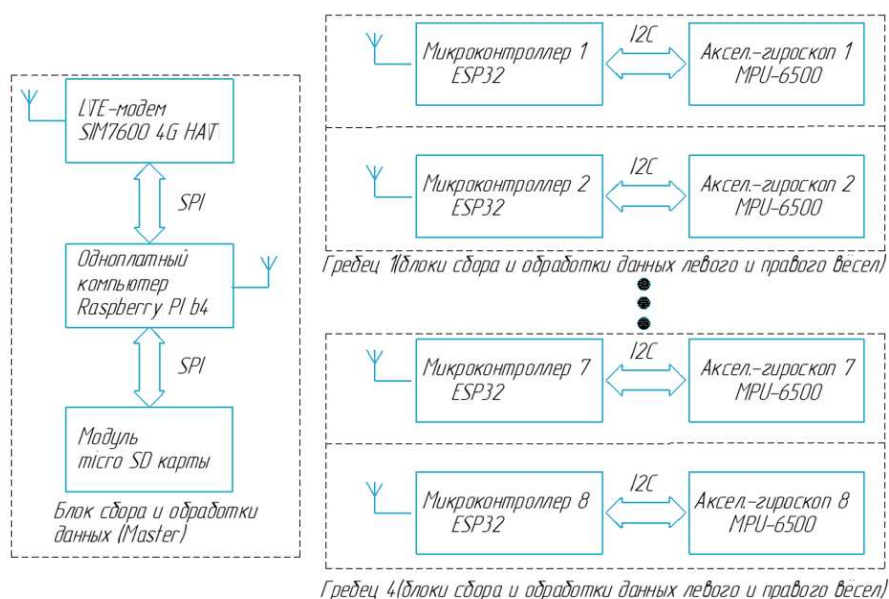 LTE-модем
SIM7600 4G HAT
SPI
Одноплатный
компьютер
Raspberry PI b4
SPI
Модуль
micro SD карты
Блок сбора и обработки
данных (Master)
Микроконтроллер 1
ESP32
I2C
Аксел.-гироскоп 1
MPU-6500
Микроконтроллер 2
ESP32
I2C
Аксел.-гироскоп 2
MPU-6500
Гребец 1(блоки сбора и обработки данных левого и правого вёсел)
Микроконтроллер 7
ESP32
I2C
Аксел.-гироскоп 7
MPU-6500
Микроконтроллер 8
ESP32
I2C
Аксел.-гироскоп 8
MPU-6500
Гребец 4(блоки сбора и обработки данных левого и правого вёсел)